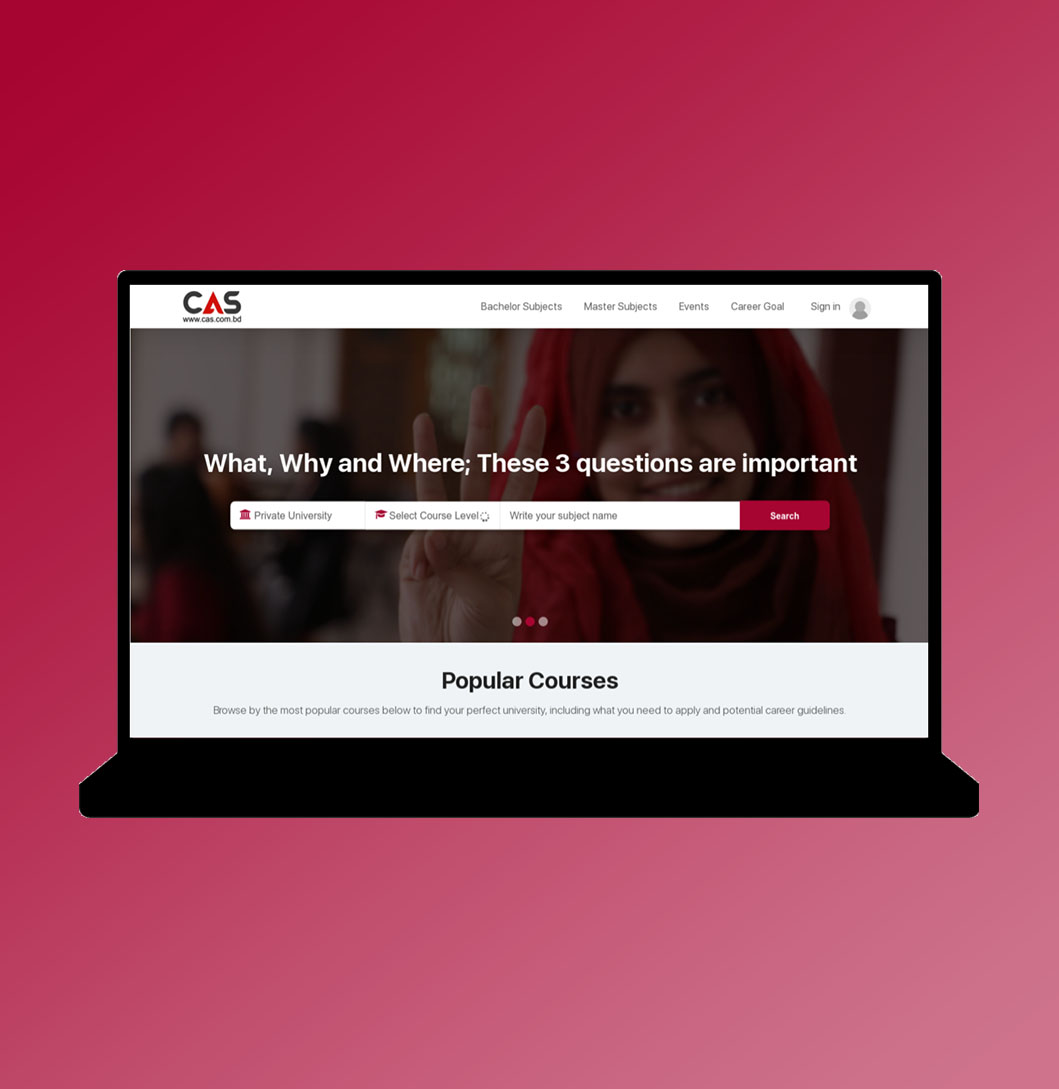 CAS
www.cas.com.bd
Bachelor Subjects Master Subjects Events Career Goal Sign in
What, Why and Where; These 3 questions are important
Private University Select Course Level Write your subject name Search
Popular Courses
Browse by the most popular courses below to find your perfect university, including what you need to apply and potential career guidelines.